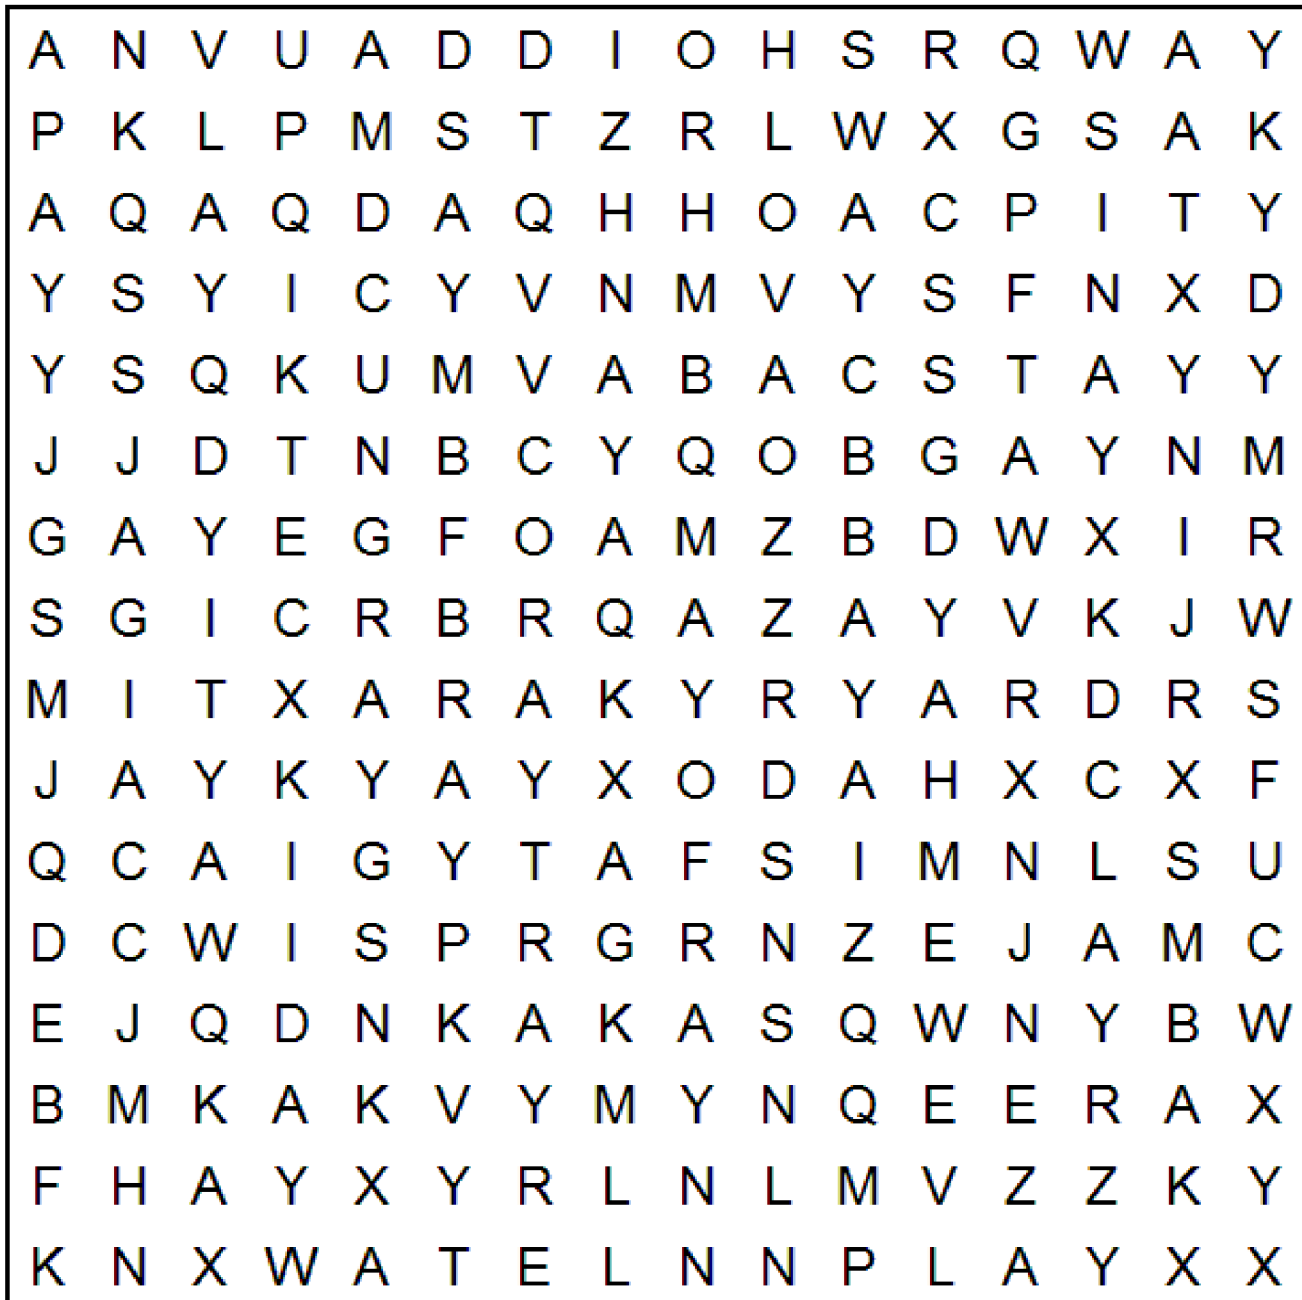 A N V U A D D I O H S R Q W A Y
P K L P M S T Z R L W X G S A K
A Q A Q D A Q H H O A C P I T Y
Y S Y I C Y V N M V Y S F N X D
Y S Q K U M V A B A C S T A Y Y
J J D T N B C Y Q O B G A Y N M
G A Y E G F O A M Z B D W X I R
S G I C R B R Q A Z A Y V K J W
M I T X A R A K Y R Y A R D R S
J A Y K Y A Y X O D A H X C X F
Q C A I G Y T A F S I M N L S U
D C W I S P R G R N Z E J A M C
E J Q D N K A K A S Q W N Y B W
B M K A K V Y M Y N Q E E R A X
F H A Y X Y R L N L M V Z Z K Y
K N X W A T E L N N P L A Y X X